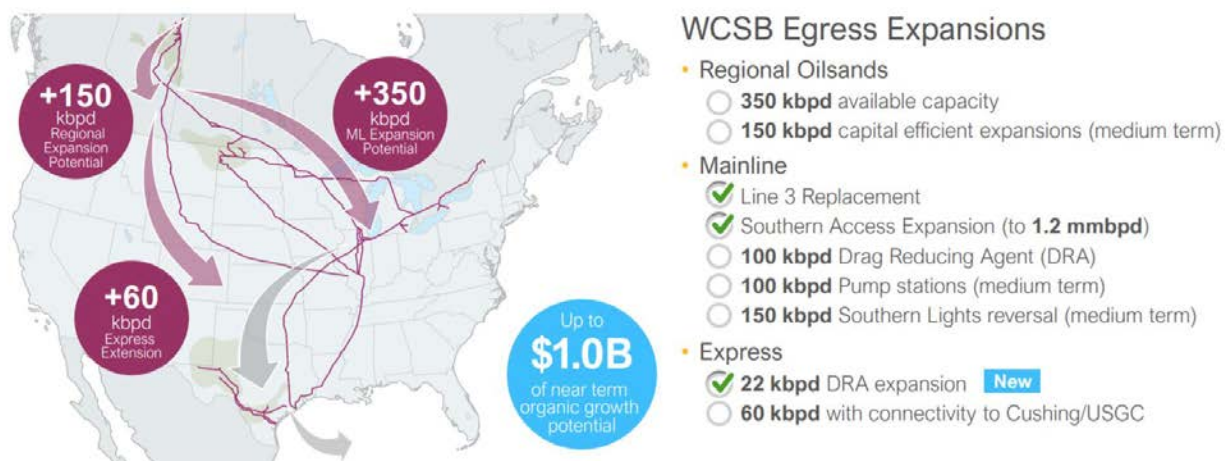 +150
kbpd
Regional
Expansion
Potential
+350
kbpd
ML Expansion
Potential
+60
kbpd
Express
Extension
Up to
$1.0B
of near term
organic growth
potential
WCSB Egress Expansions
• Regional Oilsands
350 kbpd available capacity
150 kbpd capital efficient expansions (medium term)
• Mainline
Line 3 Replacement
Southern Access Expansion (to 1.2 mmbpd)
100 kbpd Drag Reducing Agent (DRA)
100 kbpd Pump stations (medium term)
150 kbpd Southern Lights reversal (medium term)
• Express
22 kbpd DRA expansion New
60 kbpd with connectivity to Cushing/USGC